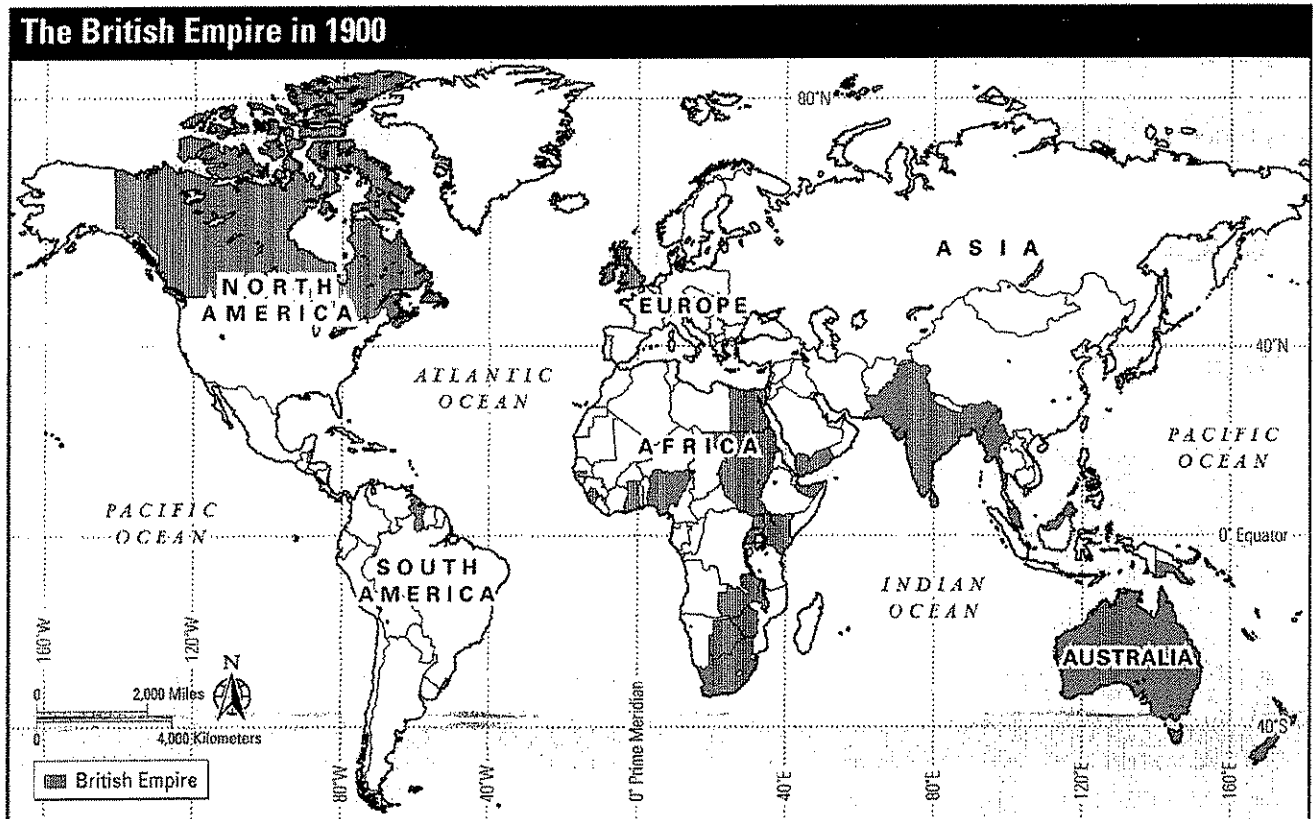 The British Empire in 1900
80°N
ASIA
NORTH
AMERICA
EUROPE
40°N
ATLANTIC
OCEAN
AFRICA
PACIFIC
OCEAN
PACIFIC
OCEAN
0° Equator
SOUTH
AMERICA
INDIAN
OCEAN
160°W
120°W
N
AUSTRALIA
0
2,000 Miles
0
4,000 Kilometers
40°S
British Empire
80°W
40°W
0° Prime Meridian
40°E
80°E
120°E
160°E